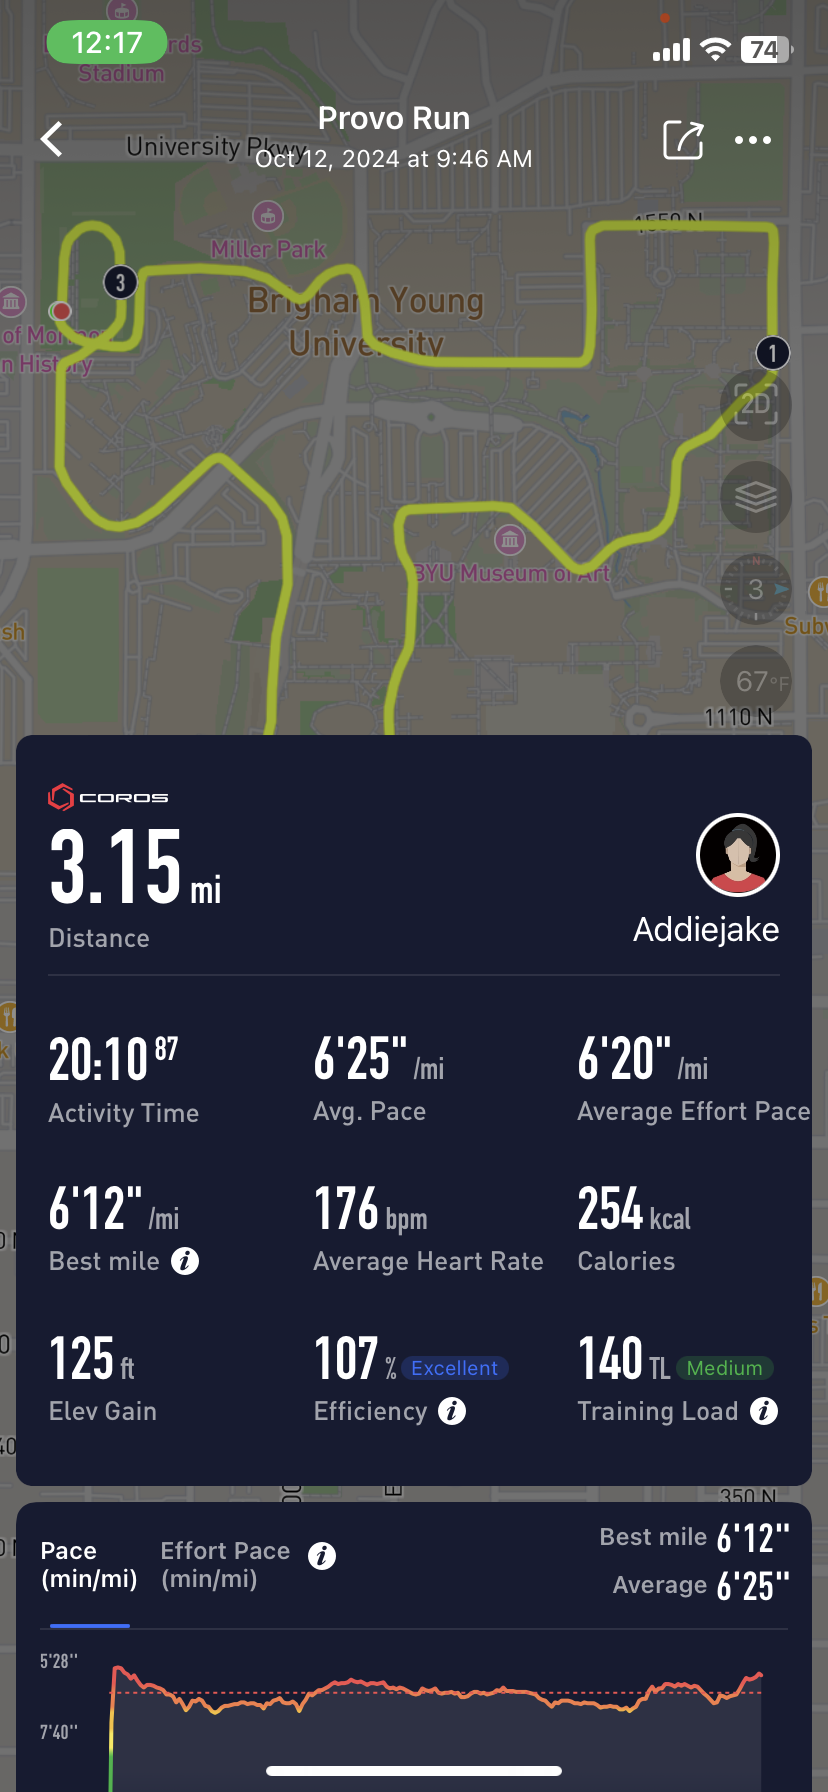 12:17
74
rds
Stadium
Provo Run
University Pkwy
Oct 12, 2024 at 9:46 AM
1550 N
Miller Park
3
Brigham Young
University
of Mormo
n History
1
2D
BYU Museum of Art
N
3
sh
Subw
67°F
1110 N
COROS
3.15 mi
Distance
Addiejake
20:10 87
6'25" /mi
6'20" /mi
Activity Time
Avg. Pace
Average Effort Pace
6'12" /mi
176 bpm
254 kcal
Best mile i
Average Heart Rate
Calories
125 ft
107 % Excellent
140 TL Medium
Elev Gain
Efficiency i
Training Load i
350 N
Pace
(min/mi)
Effort Pace
(min/mi)
i
Best mile 6'12"
Average 6'25"
5'28''
7'40''